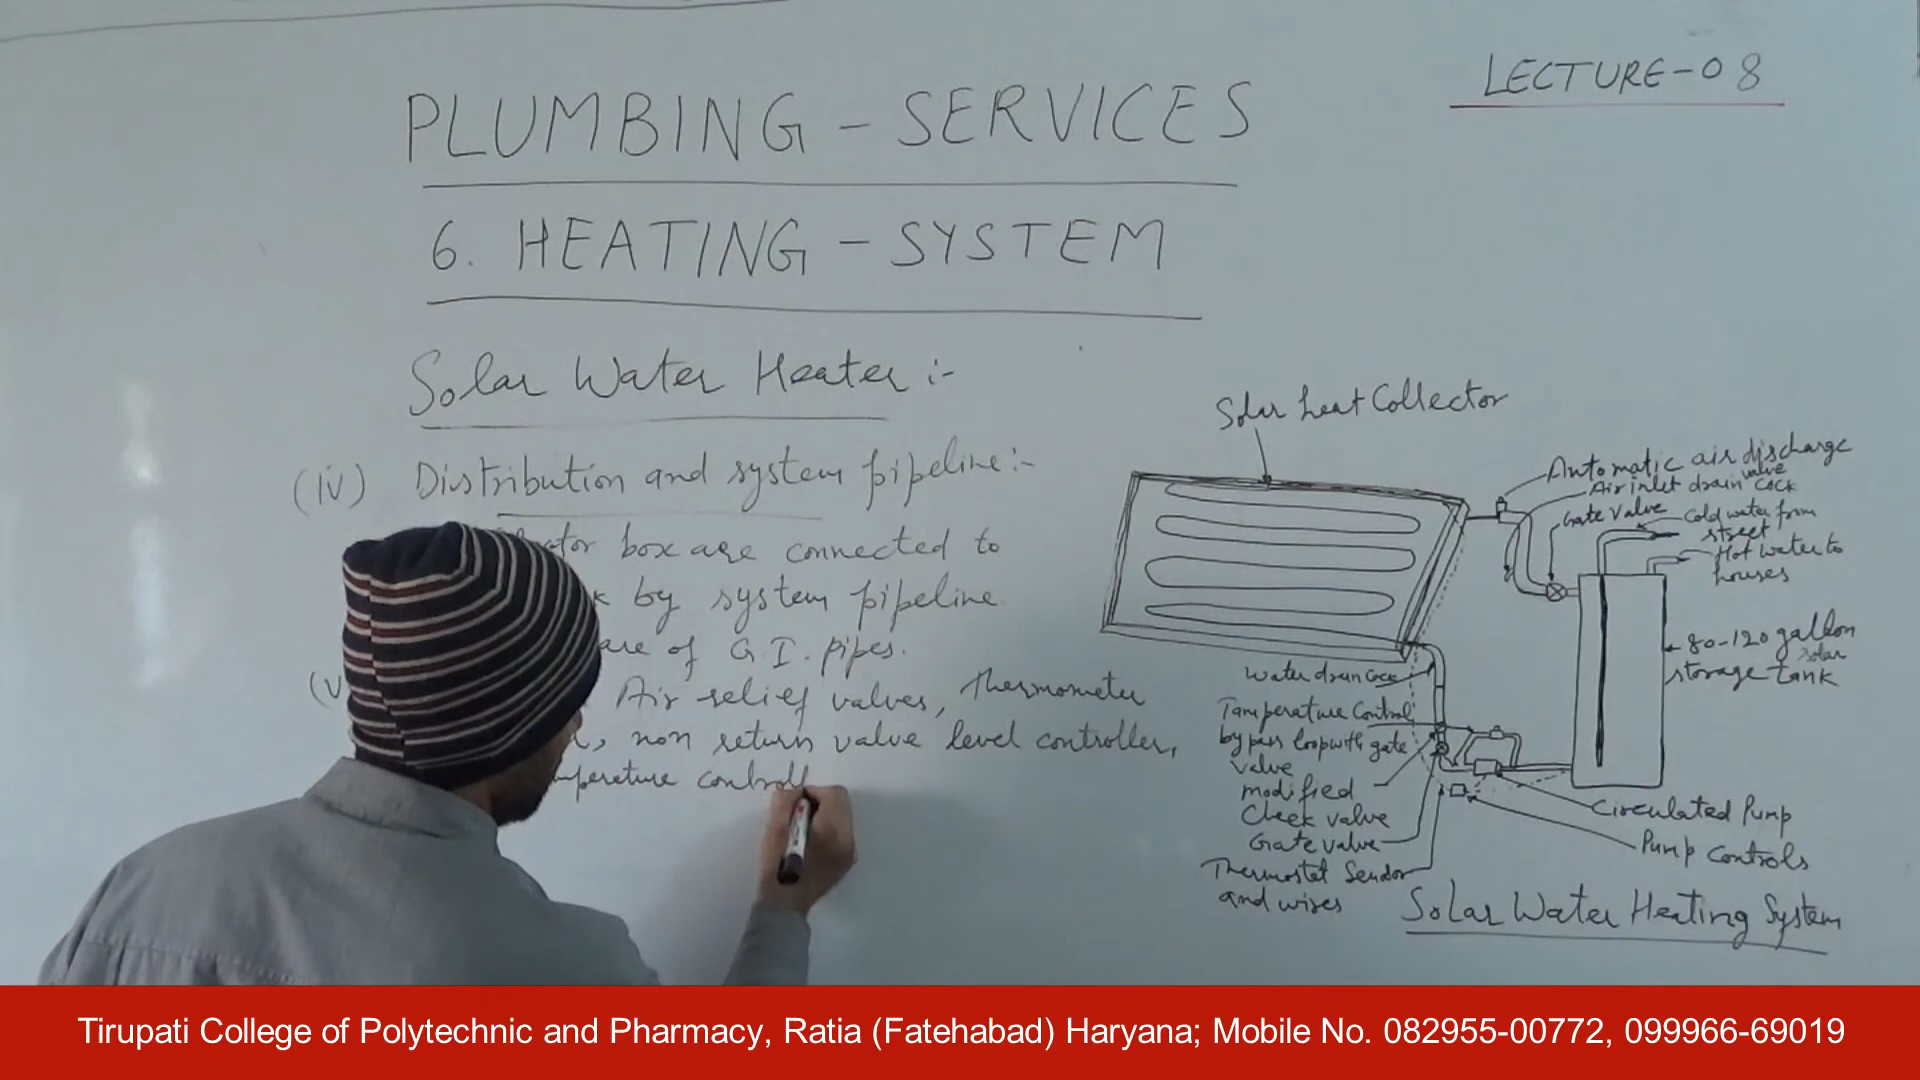 LECTURE-08
PLUMBING - SERVICES
6. HEATING - SYSTEM
Solar Water Heater :-
(iv) Distribution and system pipeline :-
ctor box are connected to
k by system pipeline
are of G.I. pipes.
(v Air relief valves, Thermometer
r, non return valve level controller,
mperature controll
Solar heat Collector
Automatic air discharge
valve
Air inlet drain cock
Gate Valve
Cold water from
street
Hot water to
houses
80-120 gallon
solar
storage tank
Water drain cock
Tamperature Control
by pass loop with gate
valve
modified
Cheek valve
Gate valve
Thermostat Sensor
and wires
Circulated Pump
Pump Controls
Solar Water Heating System
Tirupati College of Polytechnic and Pharmacy, Ratia (Fatehabad) Haryana; Mobile No. 082955-00772, 099966-69019